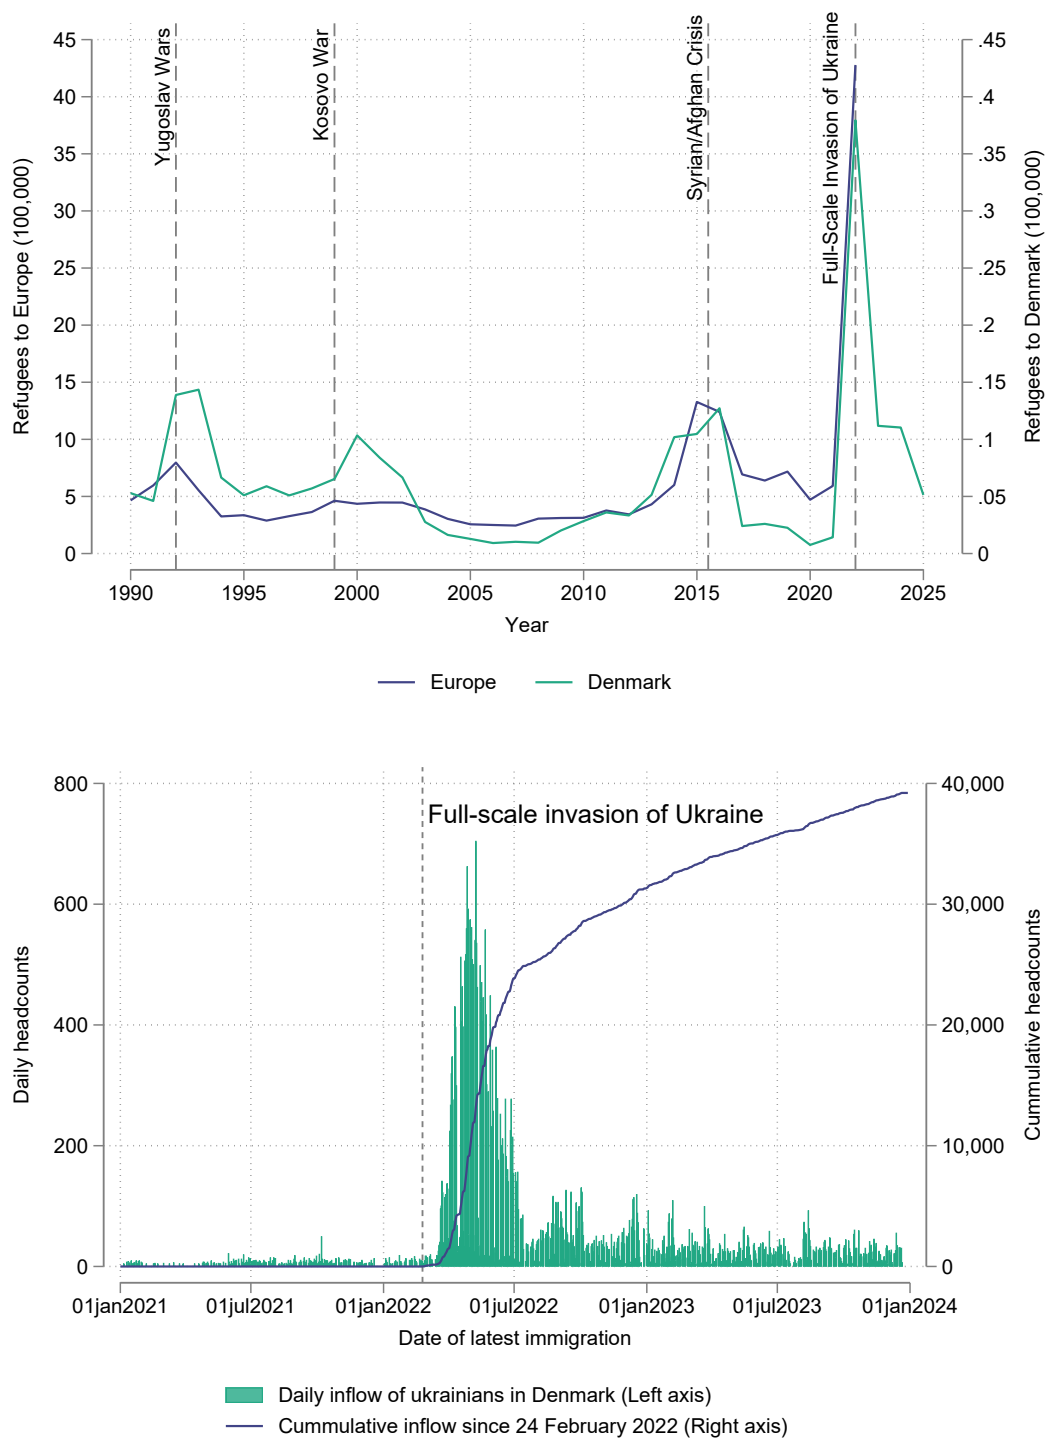 Yugoslav Wars
Kosovo War
Syrian/Afghan Crisis
Full-Scale Invasion of Ukraine
Refugees to Europe (100,000)
45
40
35
30
25
20
15
10
5
0
.45
.4
.35
.3
.25
.2
.15
.1
.05
0
Refugees to Denmark (100,000)
1990 1995 2000 2005 2010 2015 2020 2025
Year
Europe Denmark
Full-scale invasion of Ukraine
Daily headcounts
800
600
400
200
0
40,000
30,000
20,000
10,000
0
Cummulative headcounts
01jan2021 01jul2021 01jan2022 01jul2022 01jan2023 01jul2023 01jan2024
Date of latest immigration
Daily inflow of ukrainians in Denmark (Left axis)
Cummulative inflow since 24 February 2022 (Right axis)